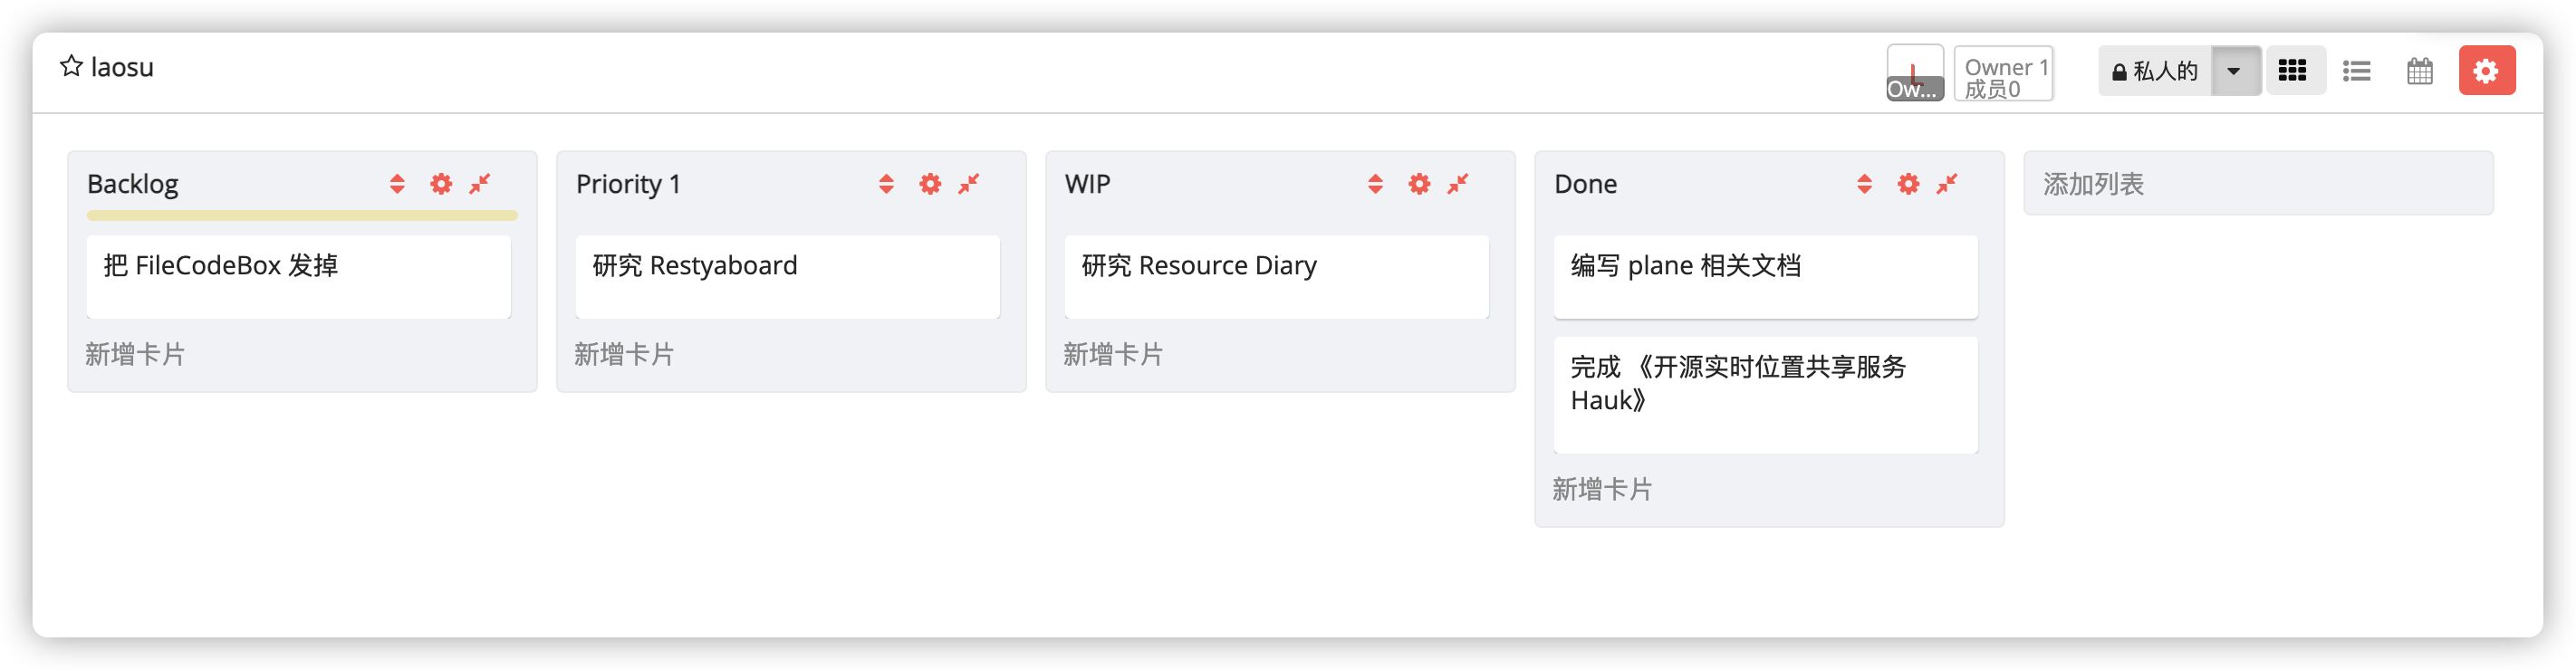 laosu
L
Ow...
Owner 1
成员0
私人的
Backlog
把 FileCodeBox 发掉
新增卡片
Priority 1
研究 Restyaboard
新增卡片
WIP
研究 Resource Diary
新增卡片
Done
编写 plane 相关文档
完成 《开源实时位置共享服务
Hauk》
新增卡片
添加列表